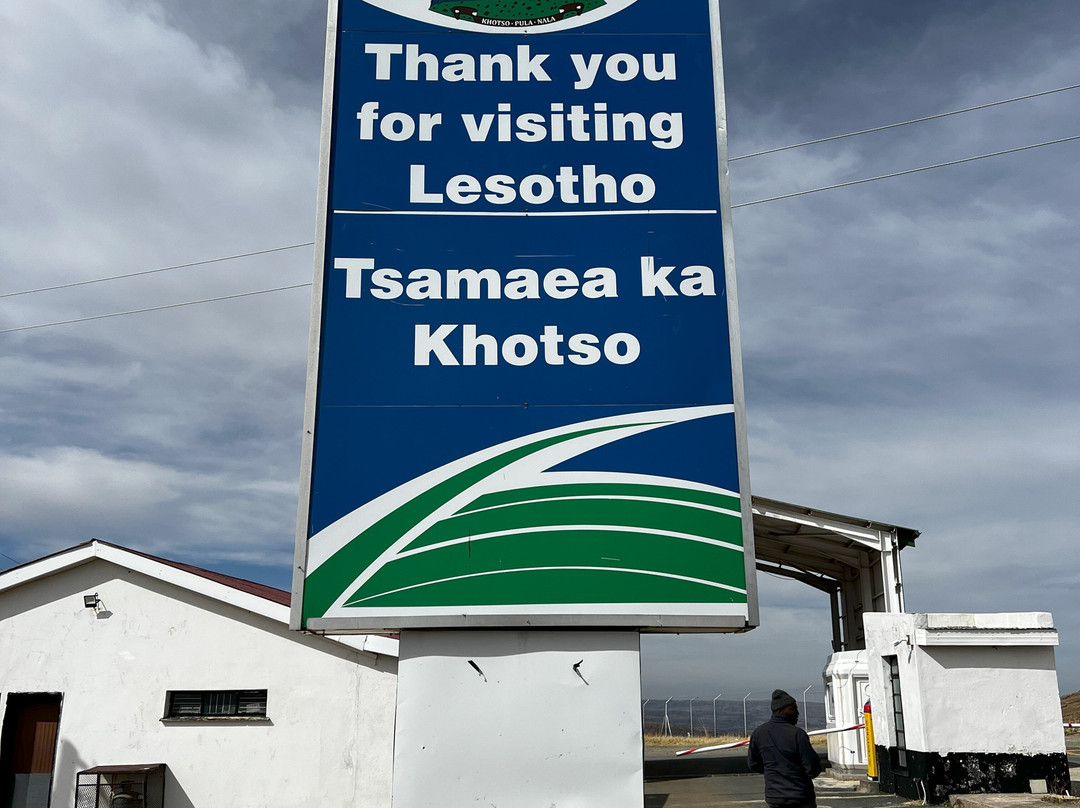 KHOTSO • PULA • NALA
Thank you
for visiting
Lesotho
Tsamaea ka
Khotso